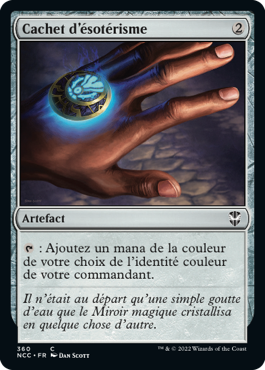 Cachet d'ésotérisme 2
Artefact
: Ajoutez un mana de la couleur
de votre choix de l'identité couleur
de votre commandant.
Il n'était au départ qu'une simple goutte
d'eau que le Miroir magique cristallisa
en quelque chose d'autre.
360 C
NCC • FR Dan Scott
™ & © 2022 Wizards of the Coast